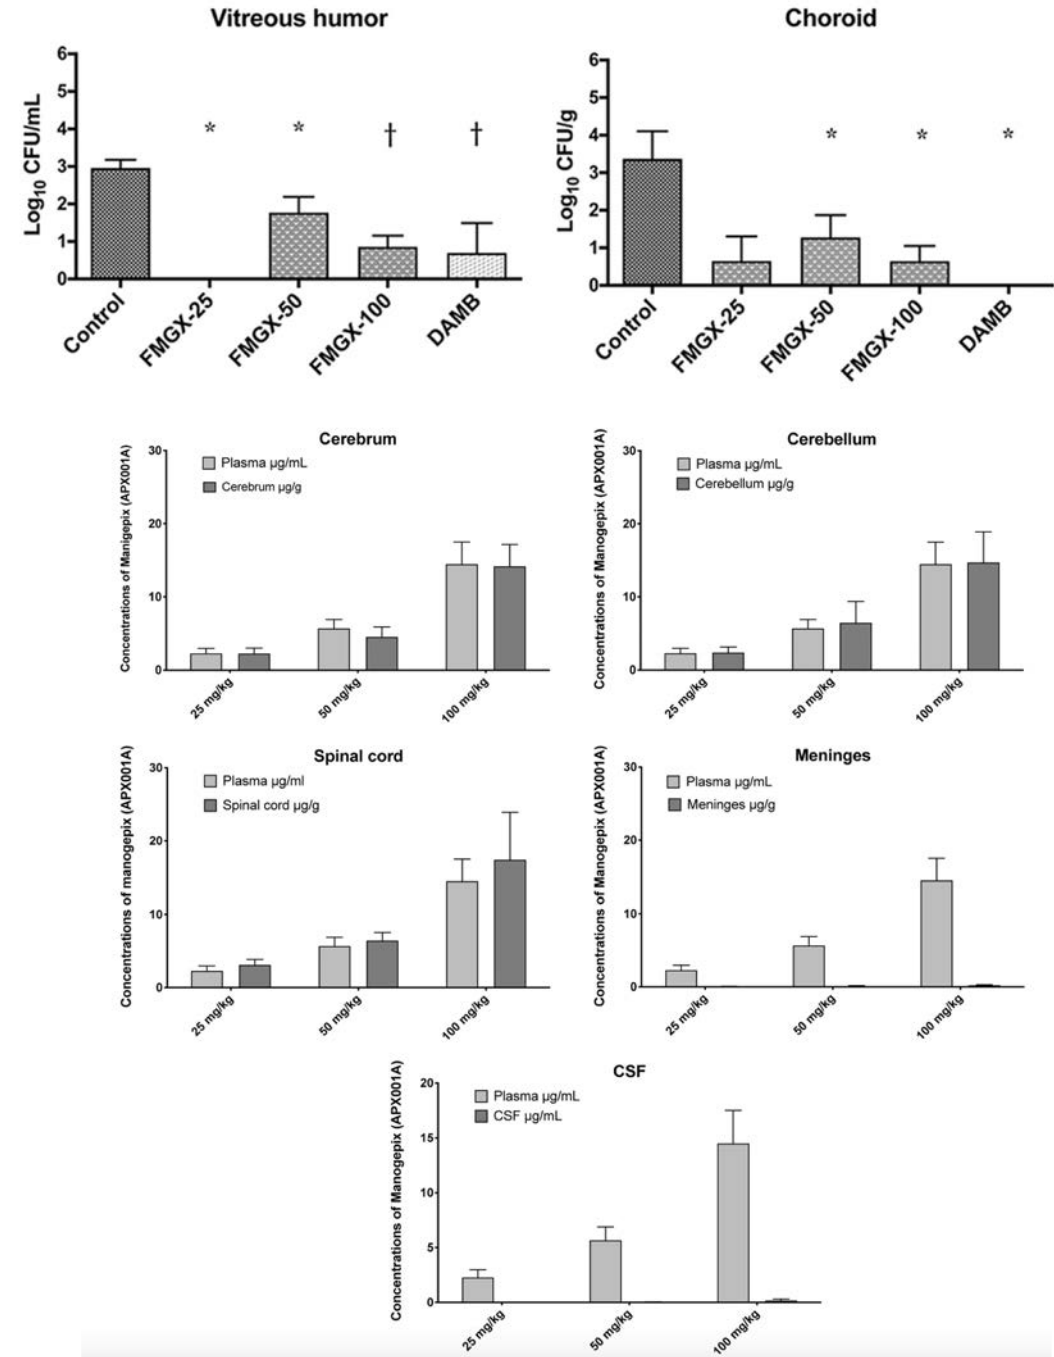 Vitreous humor
Log10 CFU/mL
6
5
4
3
2
1
0
* * † †
Control FMGX-25 FMGX-50 FMGX-100 DAMB
Choroid
Log10 CFU/g
6
5
4
3
2
1
0
* * *
Control FMGX-25 FMGX-50 FMGX-100 DAMB
Cerebrum
Concentrations of Manigepix (APX001A)
30
20
10
0
Plasma µg/mL
Cerebrum µg/g
25 mg/kg 50 mg/kg 100 mg/kg
Cerebellum
Concentrations of Manogepix (APX001A)
30
20
10
0
Plasma µg/mL
Cerebellum µg/g
25 mg/kg 50 mg/kg 100 mg/kg
Spinal cord
Concentrations of manogepix (APX001A)
30
20
10
0
Plasma µg/ml
Spinal cord µg/g
25 mg/kg 50 mg/kg 100 mg/kg
Meninges
Concentrations of Manogepix (APX001A)
30
20
10
0
Plasma µg/mL
Meninges µg/g
25 mg/kg 50 mg/kg 100 mg/kg
CSF
Concentrations of Manogepix (APX001A)
20
15
10
5
0
Plasma µg/mL
CSF µg/mL
25 mg/kg 50 mg/kg 100 mg/kg